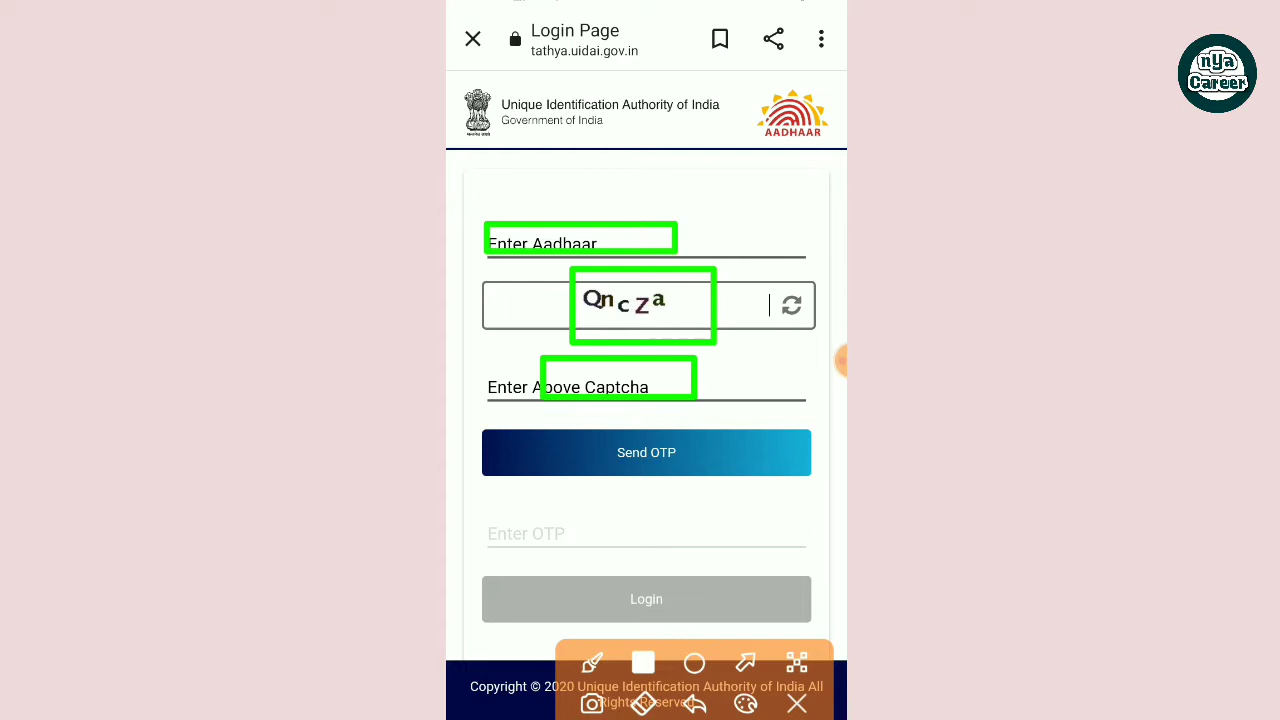 Login Page
tathya.uidai.gov.in
nya
Career
Unique Identification Authority of India
Government of India
AADHAAR
Enter Aadhaar
QncZa
Enter Above Captcha
Send OTP
Enter OTP
Login
Copyright © 2020 Unique Identification Authority of India All
Rights Reserved